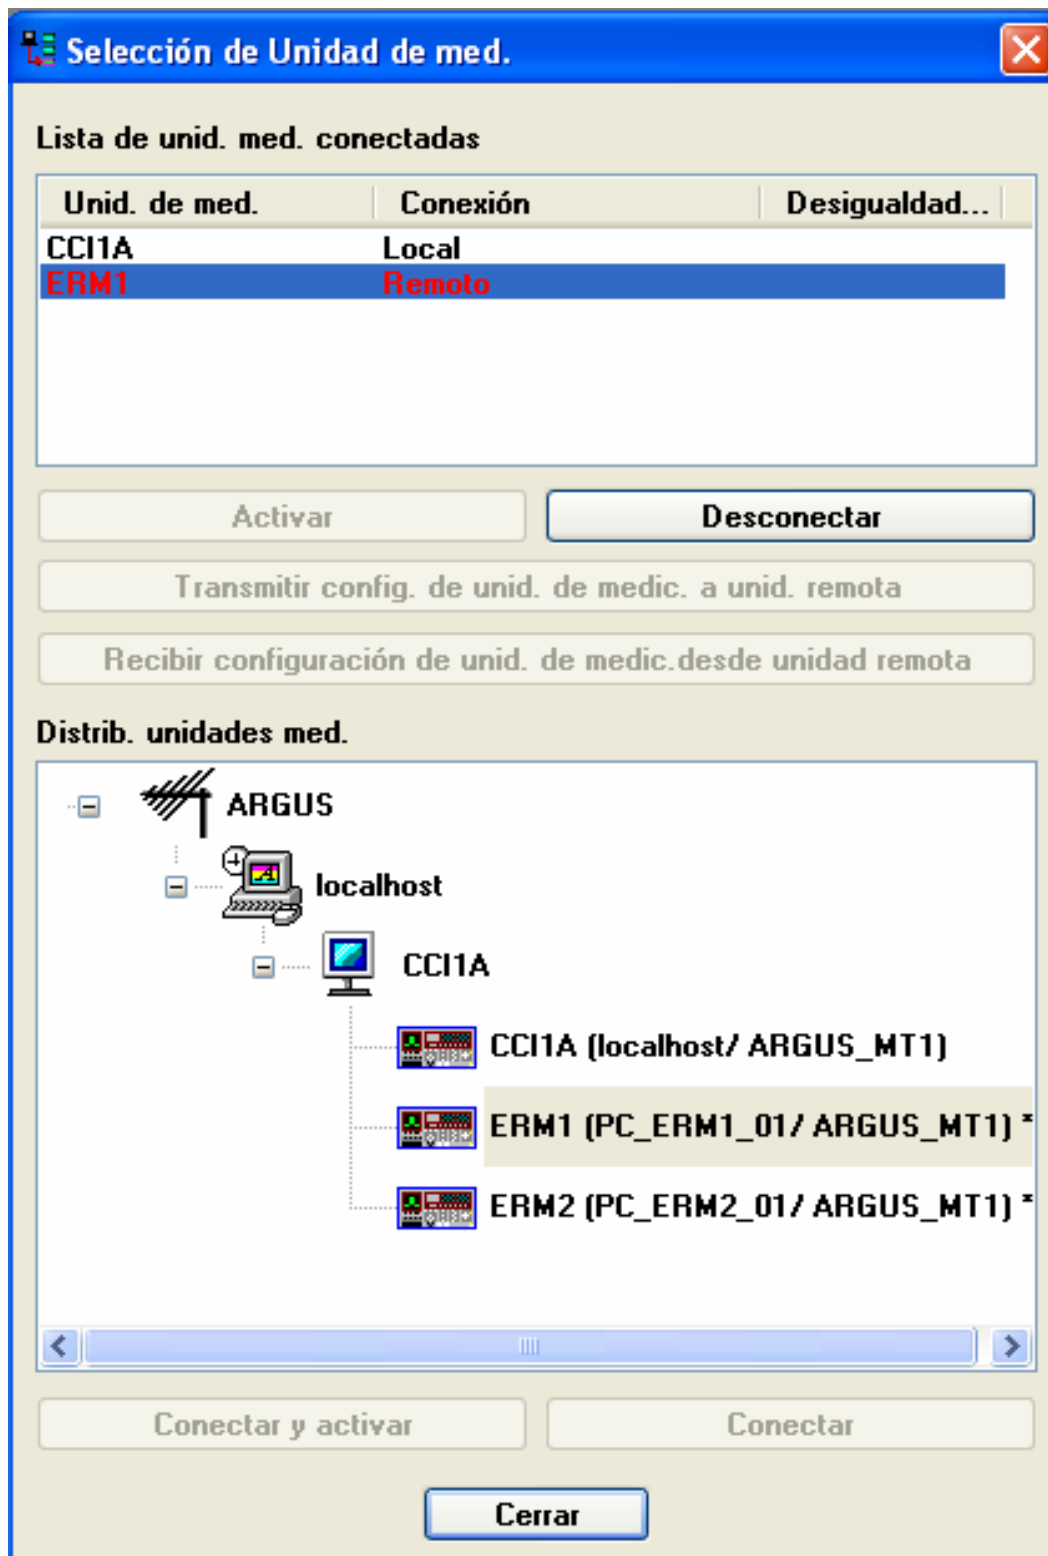 Selección de Unidad de med.
Lista de unid. med. conectadas
Unid. de med. Conexión Desigualdad...
CCI1A Local
ERM1 Remoto
Activar Desconectar
Transmitir config. de unid. de medic. a unid. remota
Recibir configuración de unid. de medic.desde unidad remota
Distrib. unidades med.
ARGUS
localhost
CCI1A
CCI1A (localhost/ ARGUS_MT1)
ERM1 (PC_ERM1_01/ ARGUS_MT1) *
ERM2 (PC_ERM2_01/ ARGUS_MT1) *
Conectar y activar Conectar
Cerrar